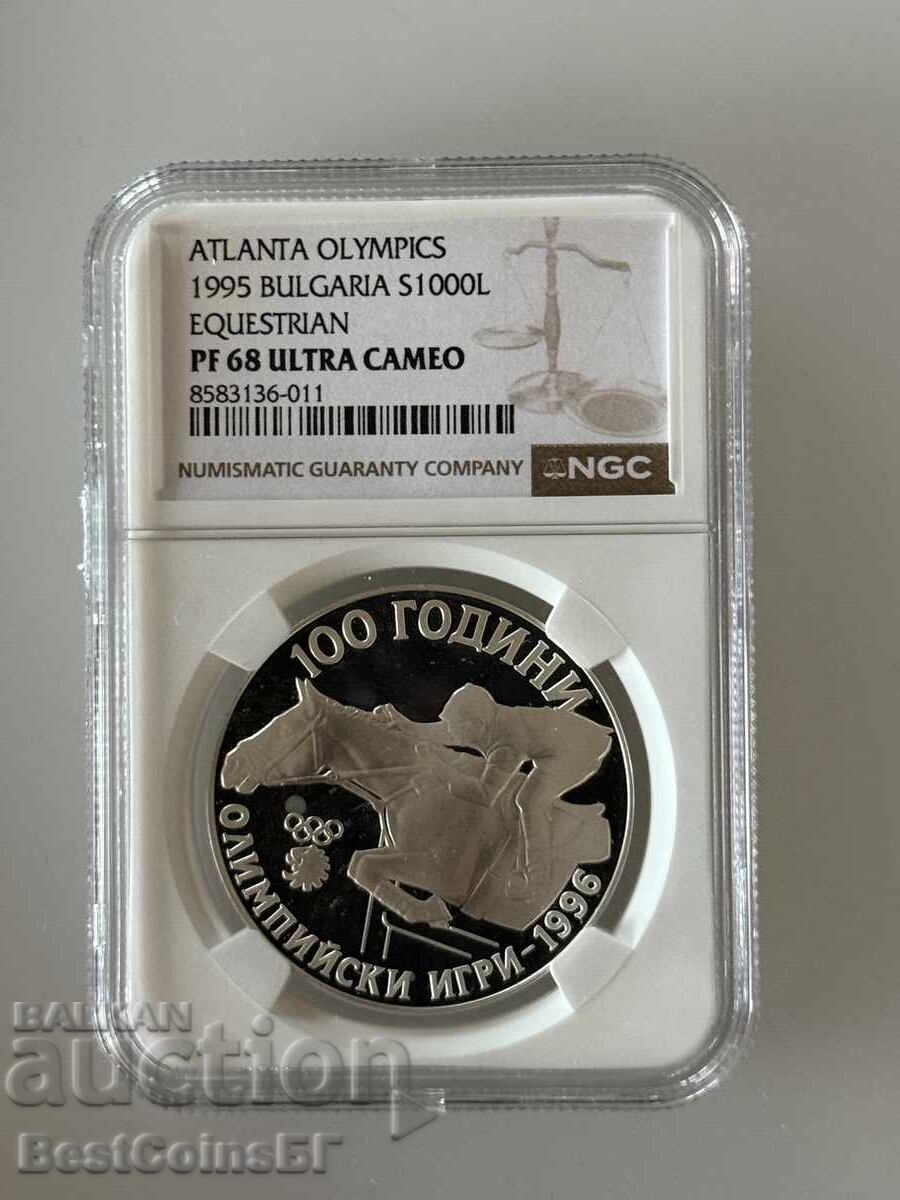 ATLANTA OLYMPICS
1995 BULGARIA S1000L
EQUESTRIAN
PF 68 ULTRA CAMEO
8583136-011
NUMISMATIC GUARANTY COMPANY
NGC
100 ГОДИНИ
ОЛИМПИЙСКИ ИГРИ-1996
BALKAN
auction
BestCoinsБГ